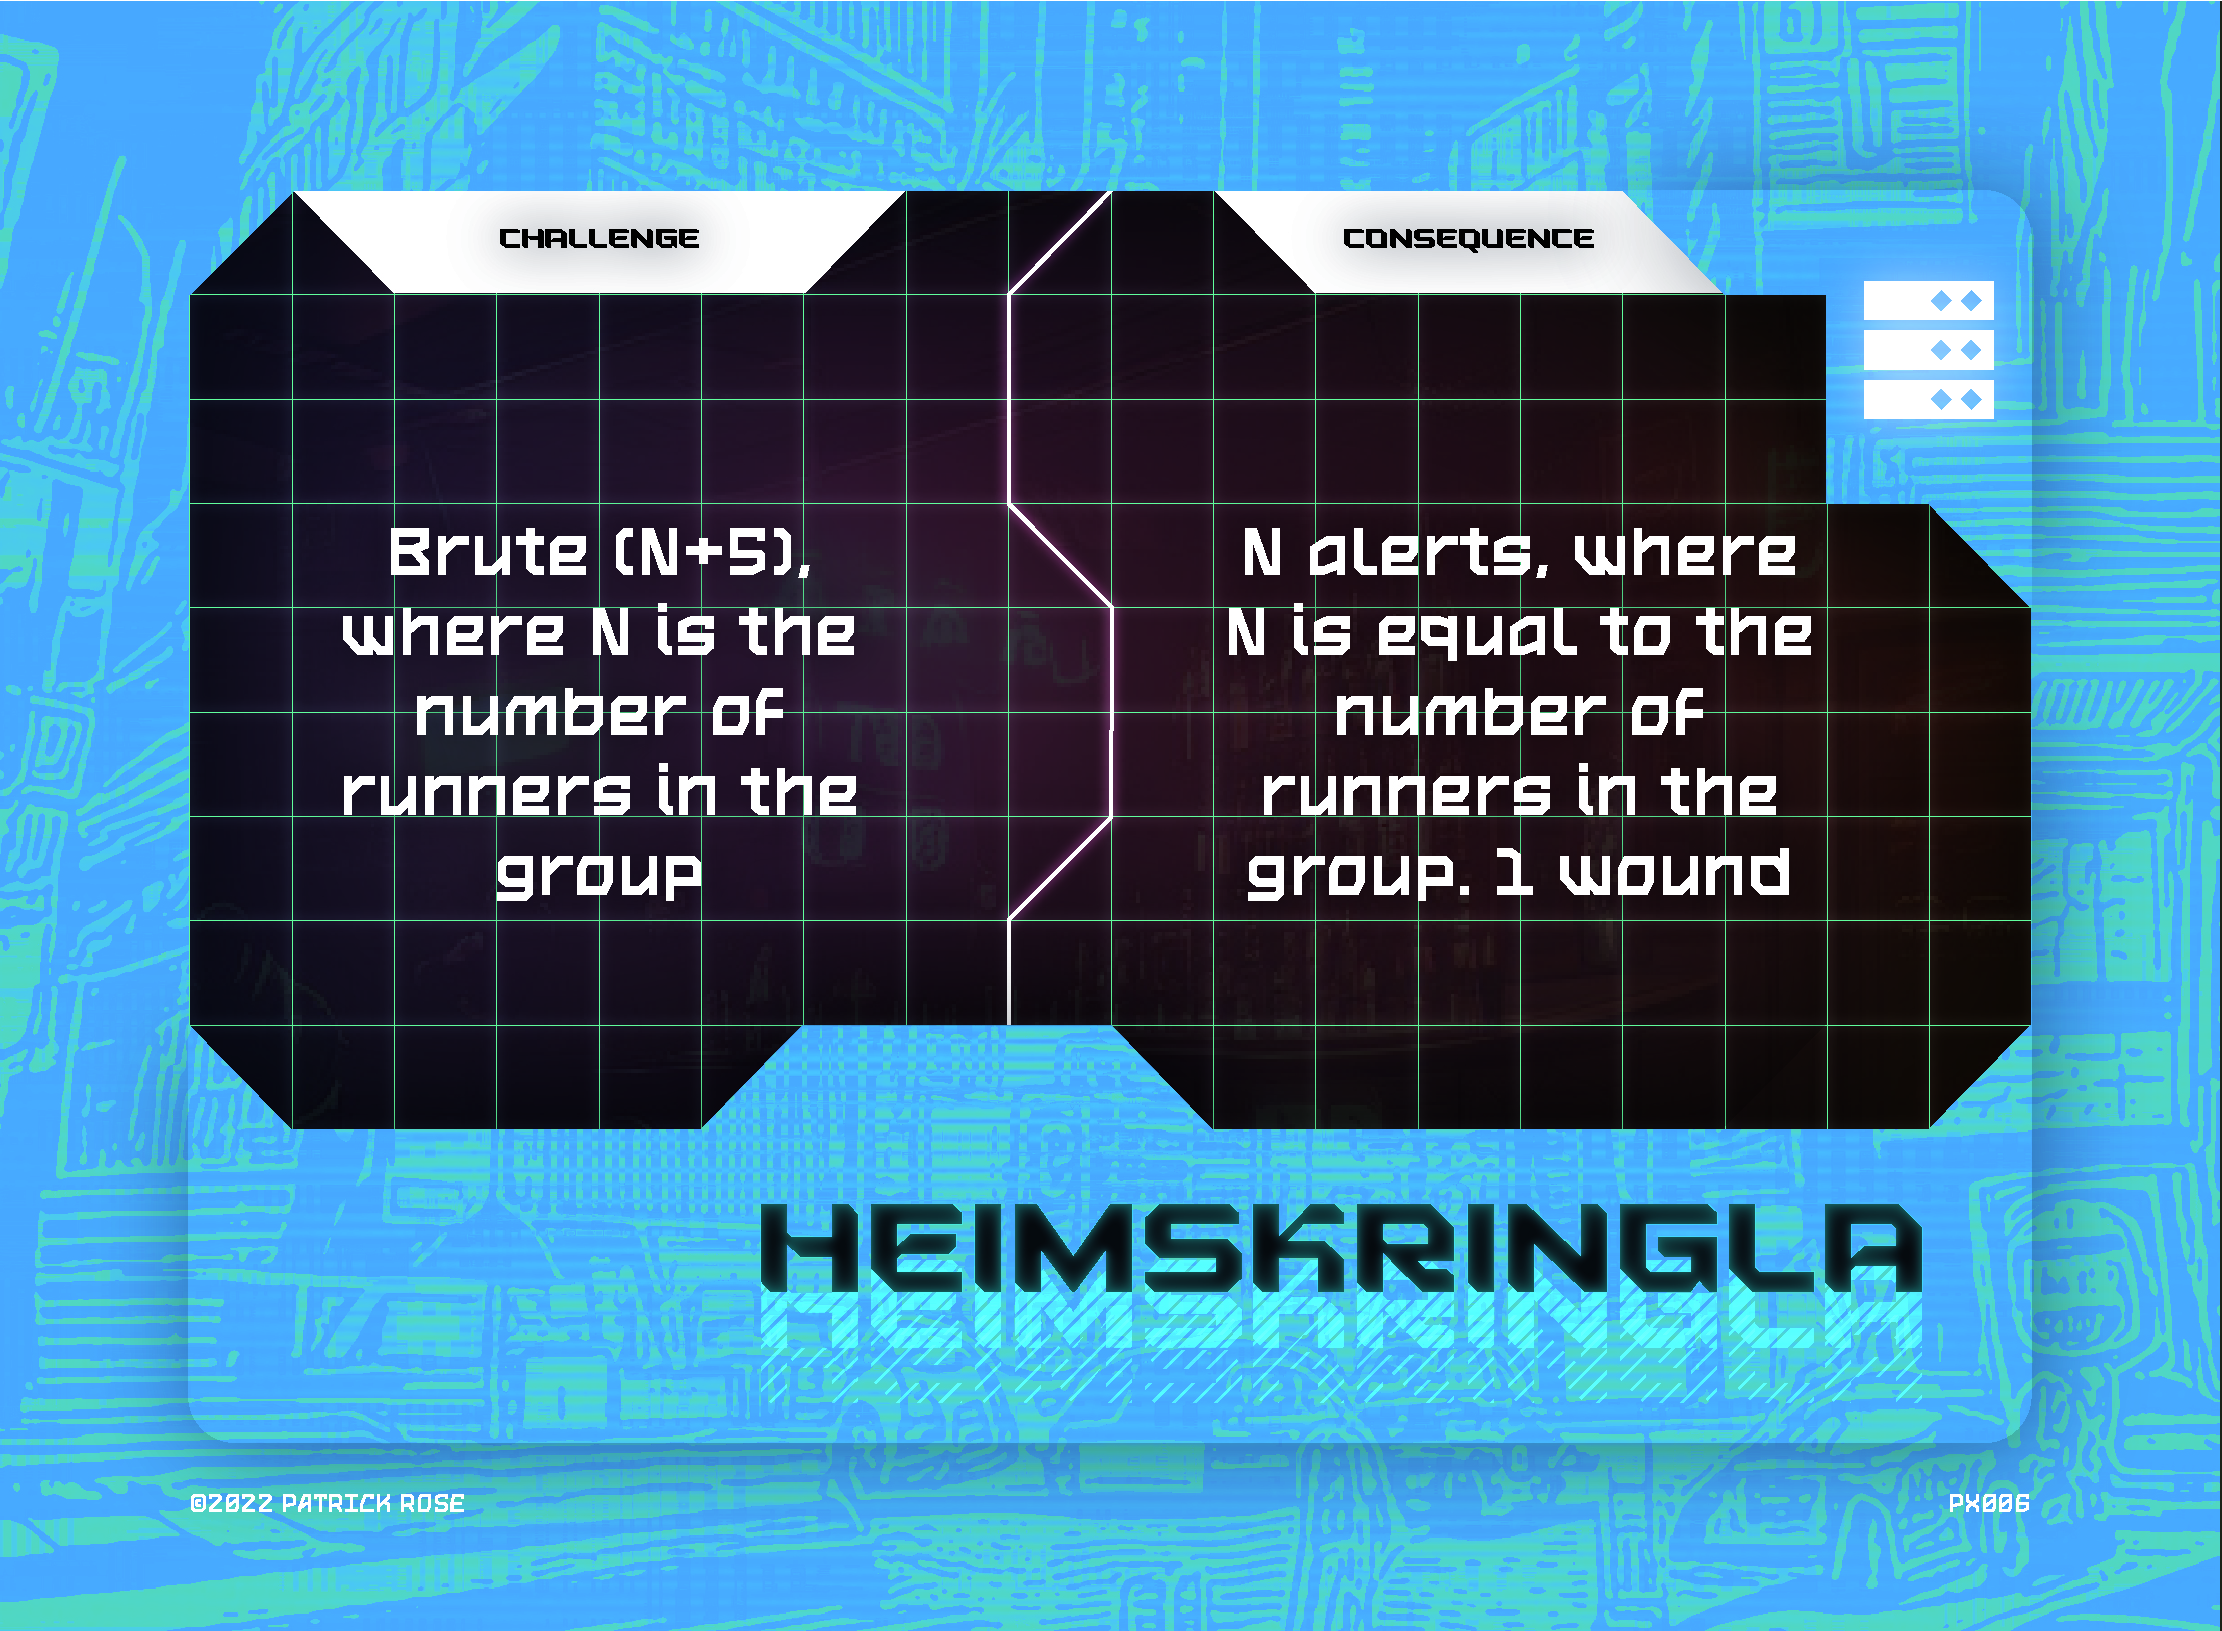 CHALLENGE
Brute (N+5),
where N is the
number of
runners in the
group
CONSEQUENCE
N alerts, where
N is equal to the
number of
runners in the
group. 1 wound
HEIMSKRINGLA
©2022 PATRICK ROSE
PX006